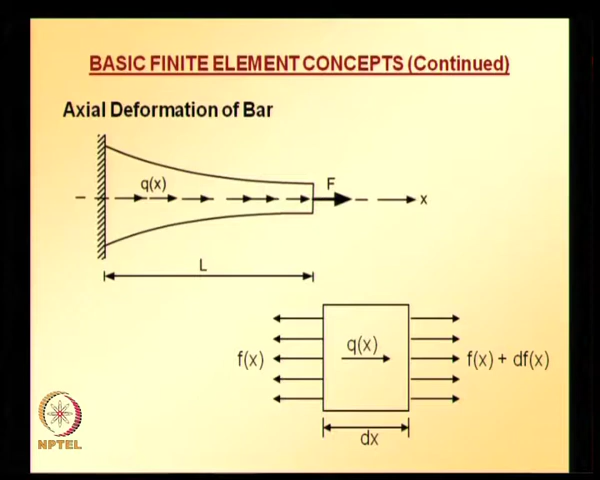 BASIC FINITE ELEMENT CONCEPTS (Continued)
Axial Deformation of Bar
q(x)
F
x
L
f(x)
q(x)
f(x) + df(x)
dx
NPTEL